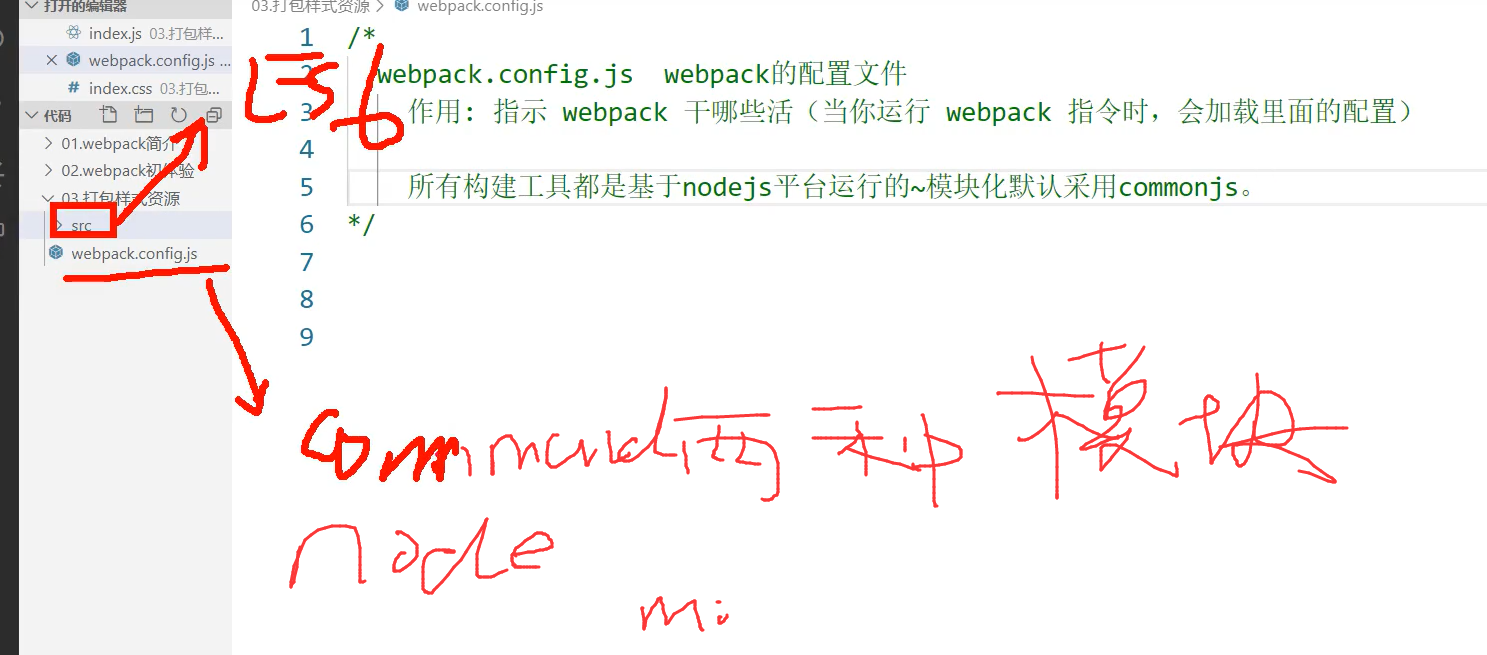 打开的编辑器
index.js 03.打包样...
webpack.config.js ...
index.css 03.打包...
代码
01.webpack简介
02.webpack初体验
03.打包样式资源
src
webpack.config.js
03.打包样式资源 > webpack.config.js
1 /*
2 webpack.config.js webpack的配置文件
3 作用: 指示 webpack 干哪些活（当你运行 webpack 指令时，会加载里面的配置）
4
5 所有构建工具都是基于nodejs平台运行的~模块化默认采用commonjs。
6 */
7
8
9
ES6
两种 模块
node